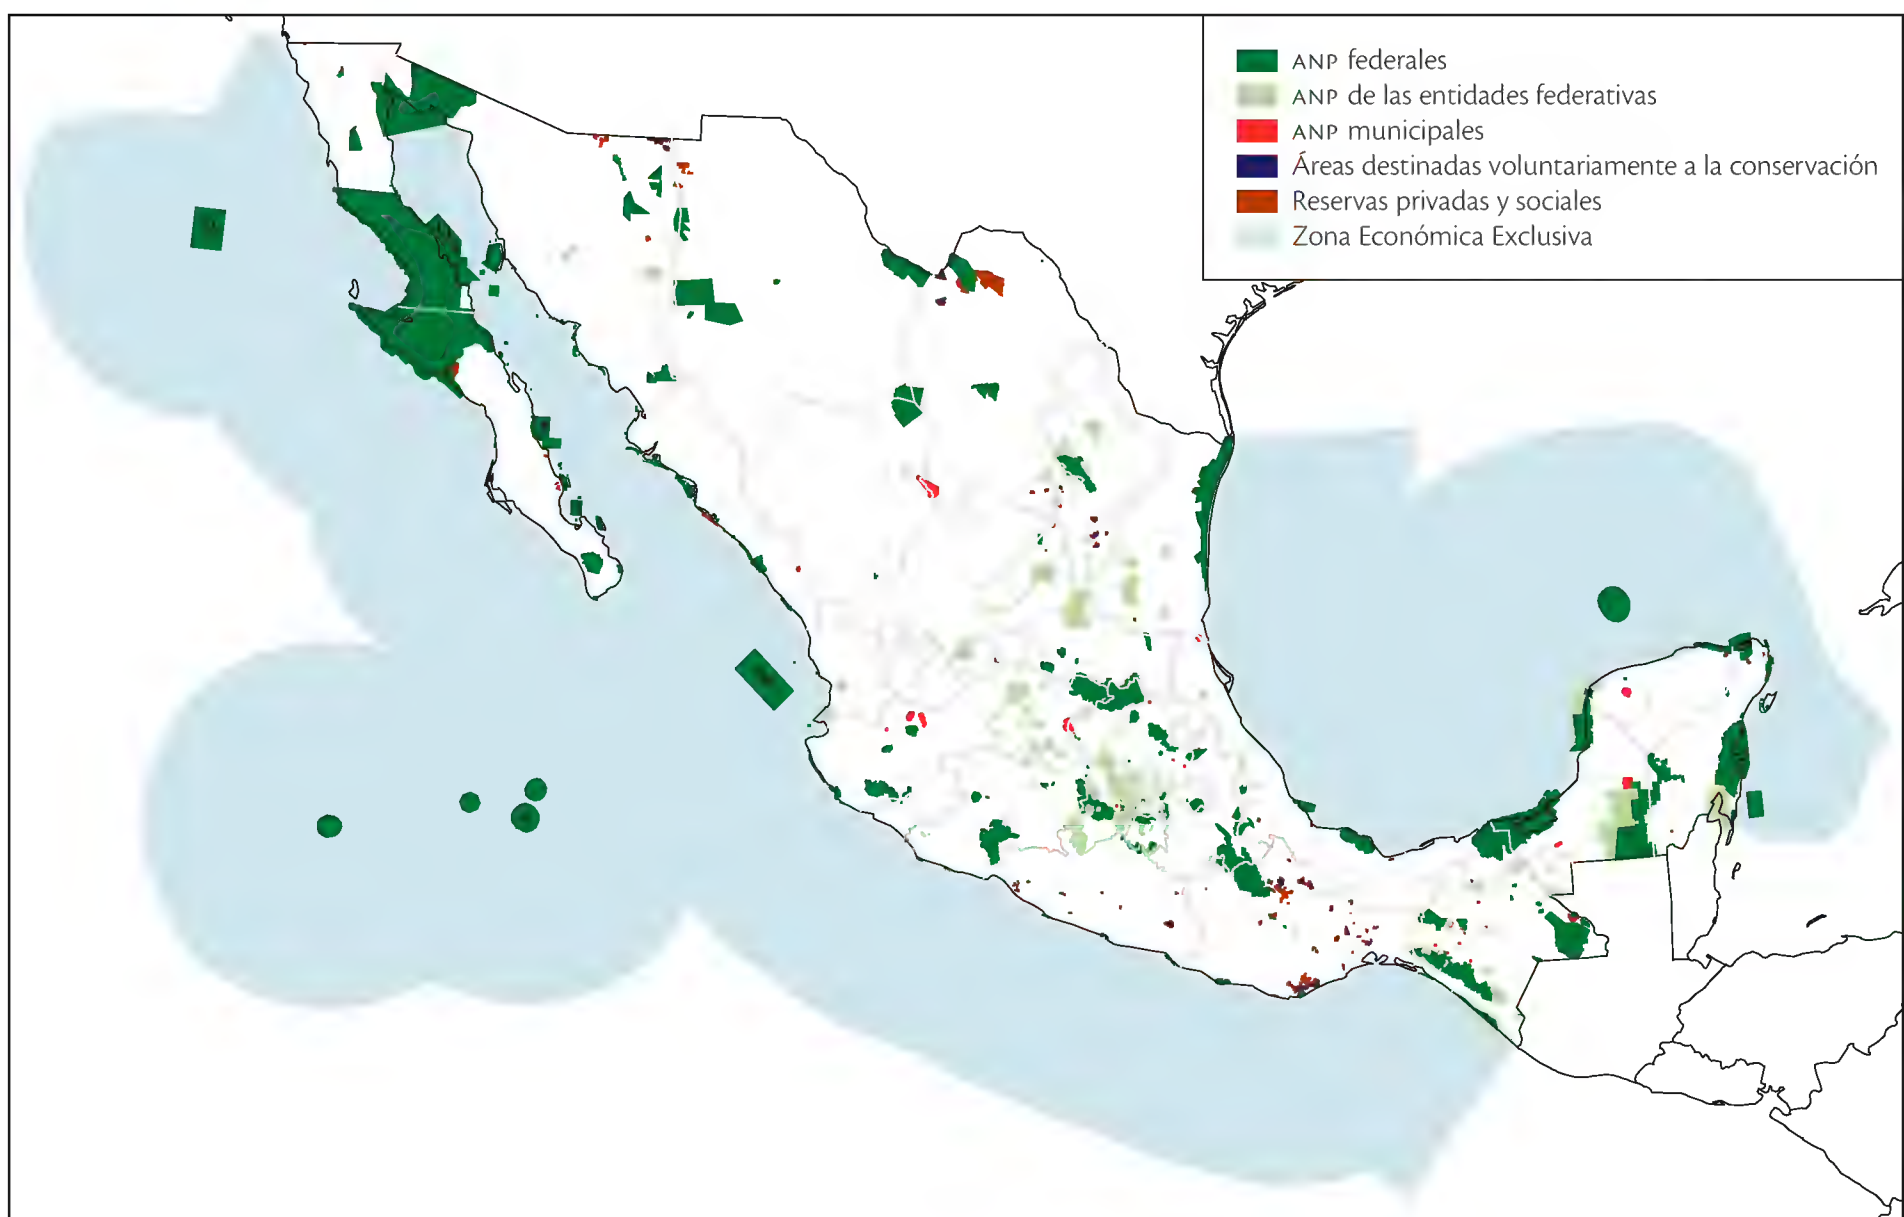 ANP federales
ANP de las entidades federativas
ANP municipales
Áreas destinadas voluntariamente a la conservación
Reservas privadas y sociales
Zona Económica Exclusiva